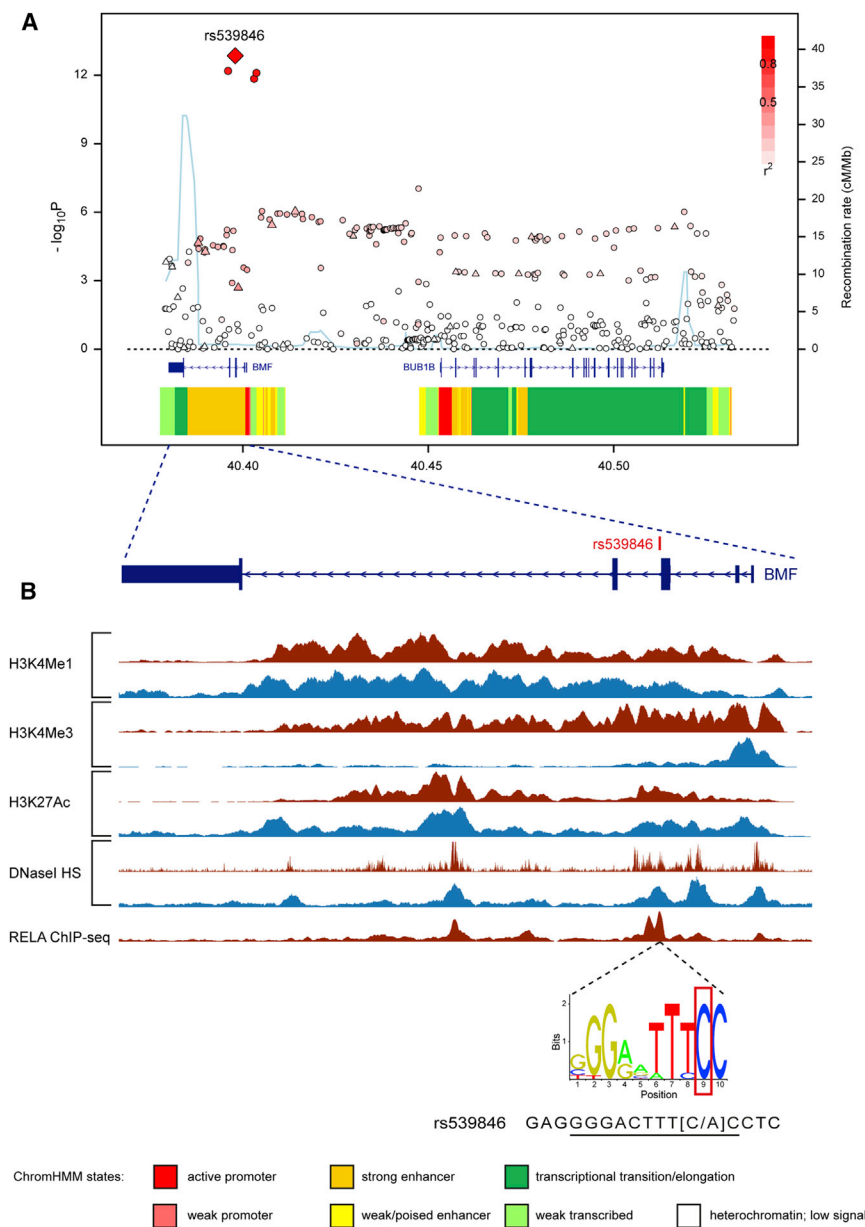 A
rs539846
12
9
6
3
0
- log10P
0.8
0.5
r2
40
35
30
25
20
15
10
5
0
Recombination rate (cM/Mb)
BMF
BUB1B
40.40
40.45
40.50
rs539846
BMF
B
H3K4Me1
H3K4Me3
H3K27Ac
DNaseI HS
RELA ChIP-seq
2
1
Bits
1 2 3 4 5 6 7 8 9 10
Position
rs539846 GAGGGGACTTT[C/A]CCTC
ChromHMM states:
active promoter
strong enhancer
transcriptional transition/elongation
weak promoter
weak/poised enhancer
weak transcribed
heterochromatin; low signal